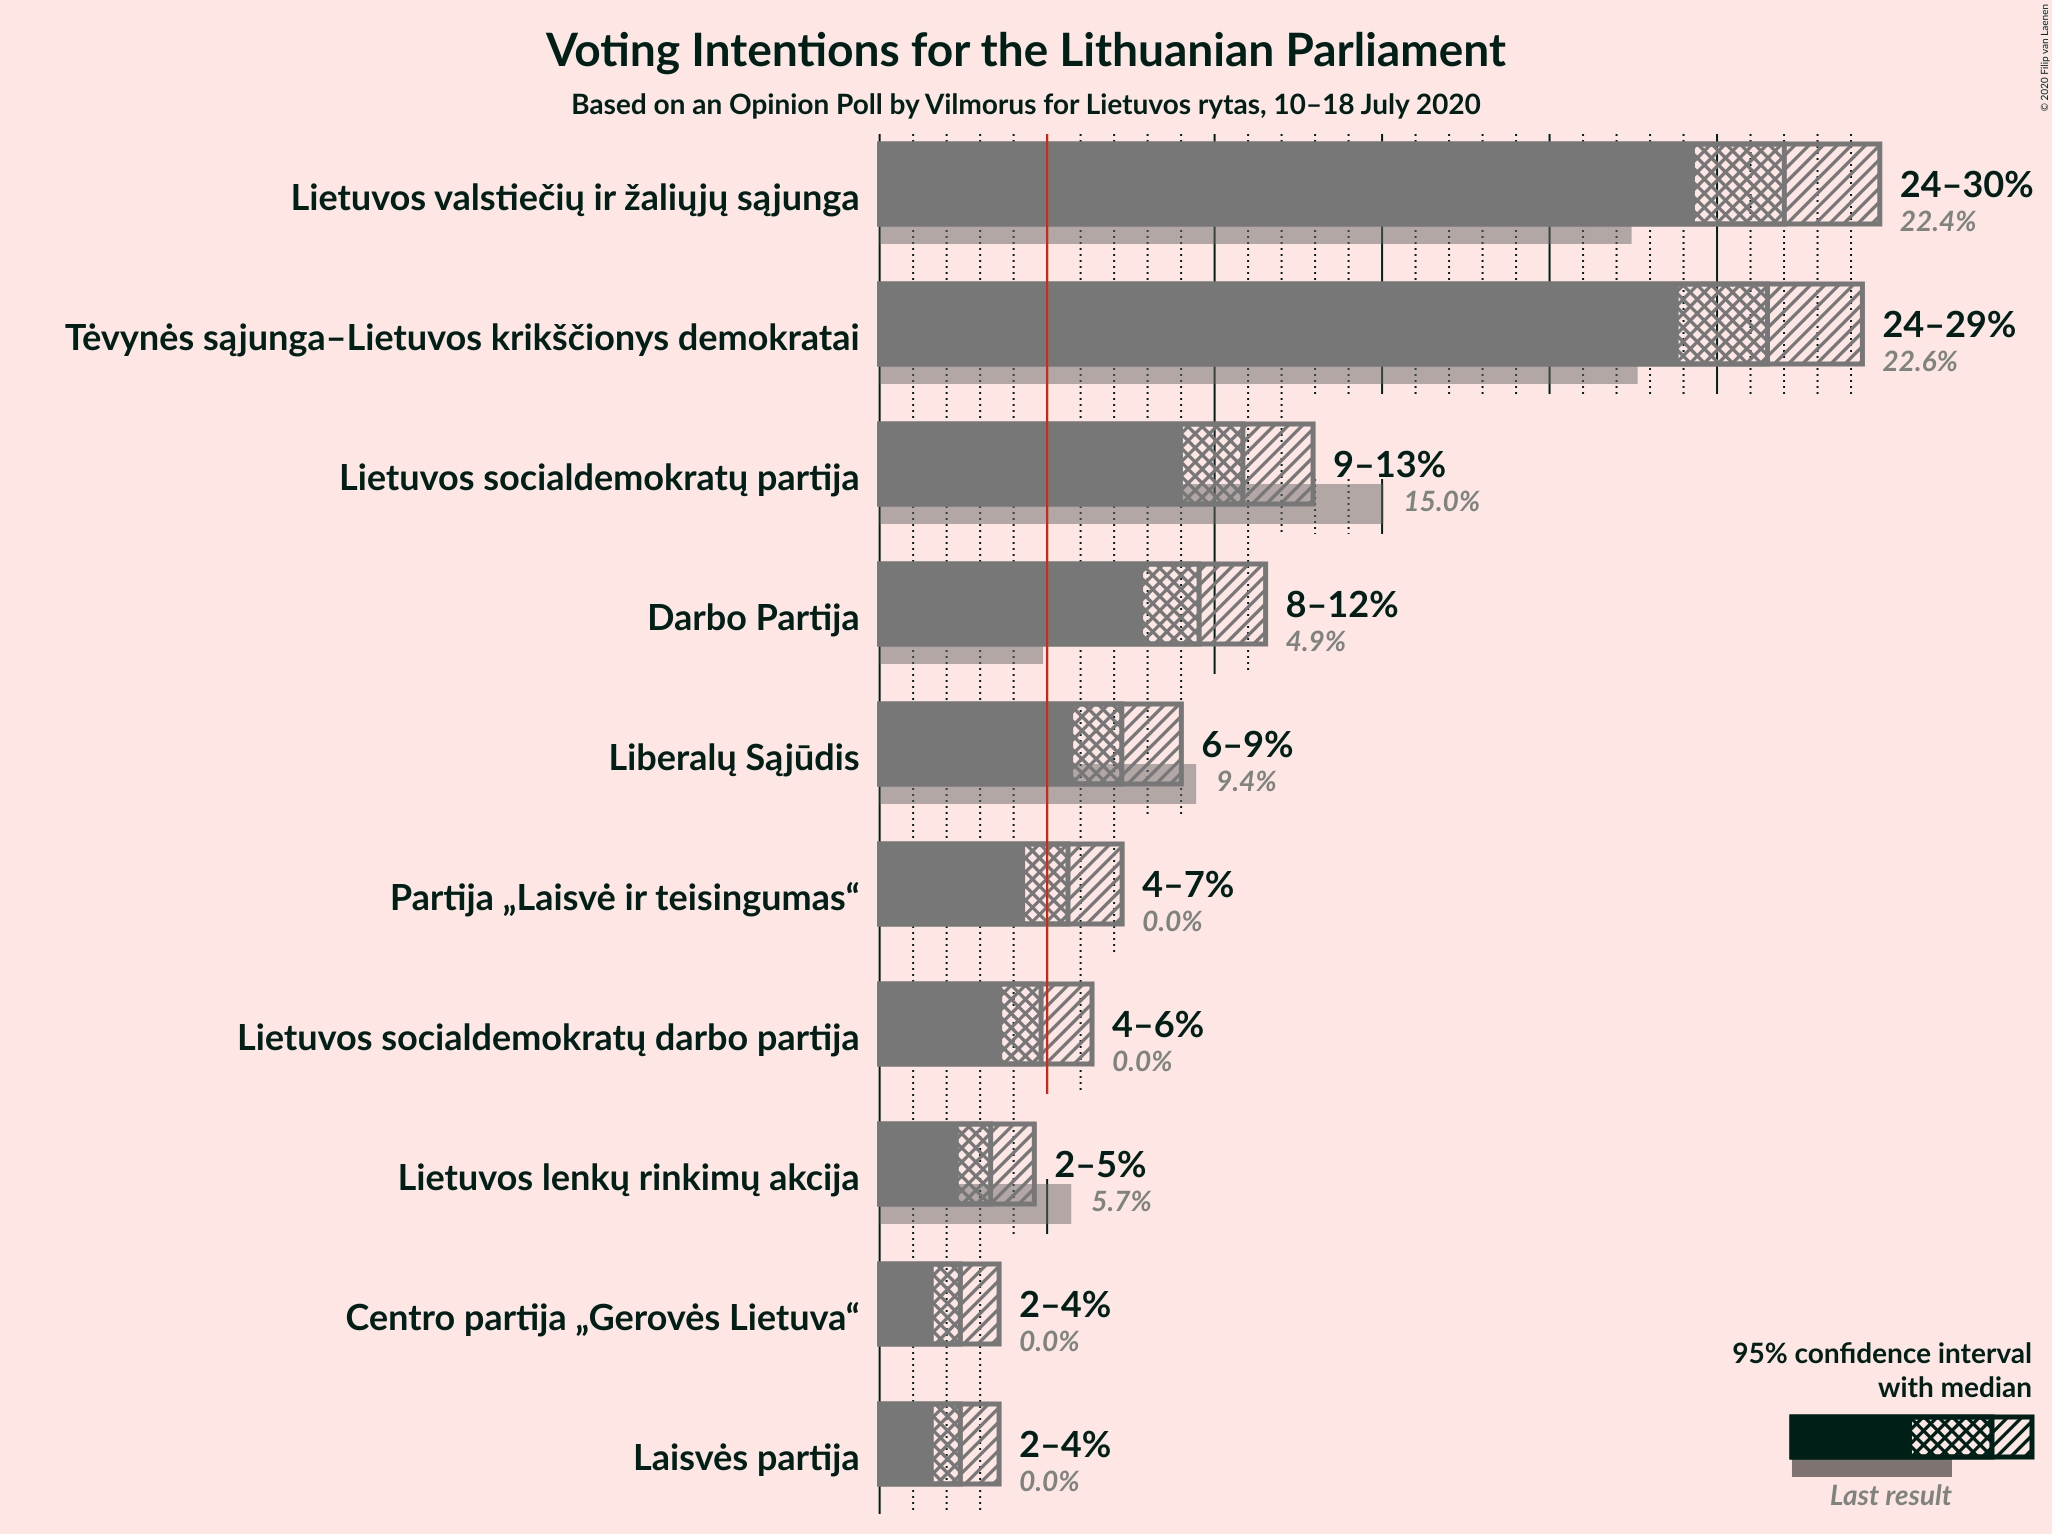 Voting Intentions for the Lithuanian Parliament
Based on an Opinion Poll by Vilmorus for Lietuvos rytas, 10–18 July 2020
© 2020 Filip van Laenen
Lietuvos valstiečių ir žaliųjų sąjunga
24–30%
22.4%
Tėvynės sąjunga–Lietuvos krikščionys demokratai
24–29%
22.6%
Lietuvos socialdemokratų partija
9–13%
15.0%
Darbo Partija
8–12%
4.9%
Liberalų Sąjūdis
6–9%
9.4%
Partija „Laisvė ir teisingumas“
4–7%
0.0%
Lietuvos socialdemokratų darbo partija
4–6%
0.0%
Lietuvos lenkų rinkimų akcija
2–5%
5.7%
Centro partija „Gerovės Lietuva“
2–4%
0.0%
Laisvės partija
2–4%
0.0%
95% confidence interval
with median
Last result